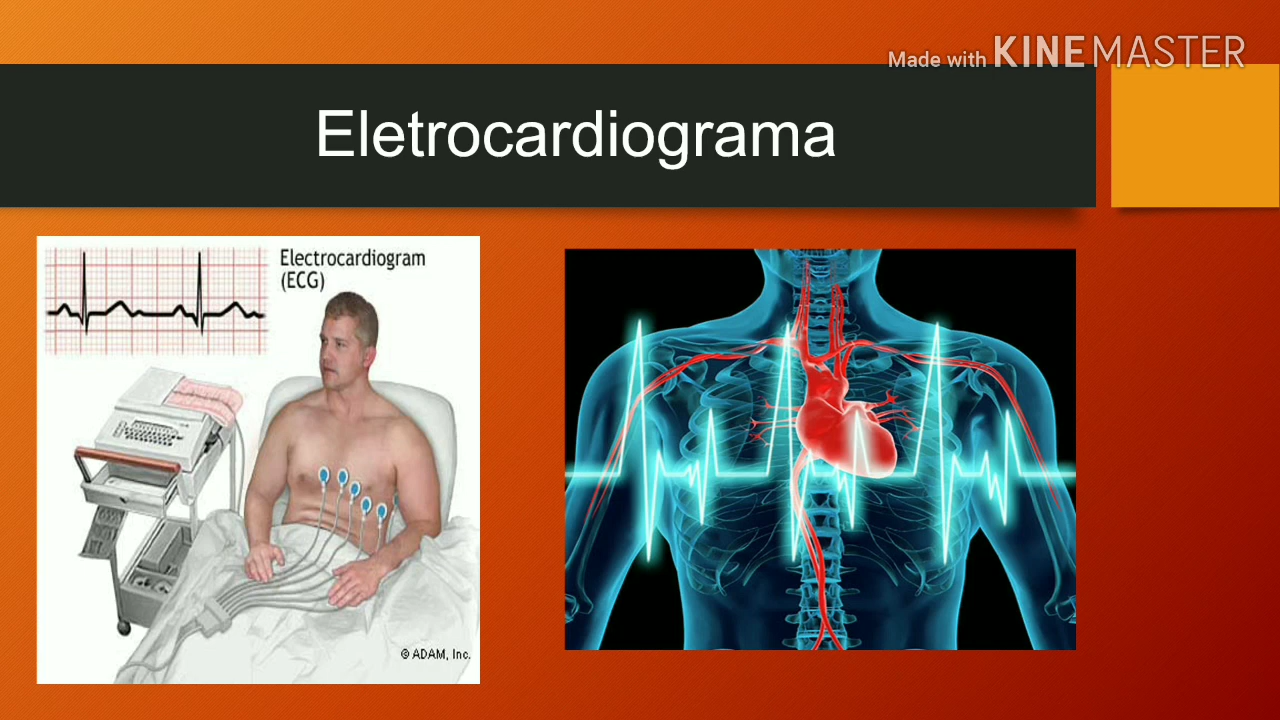 Made with KINEMASTER
Eletrocardiograma
Electrocardiogram
(ECG)
© ADAM, Inc.